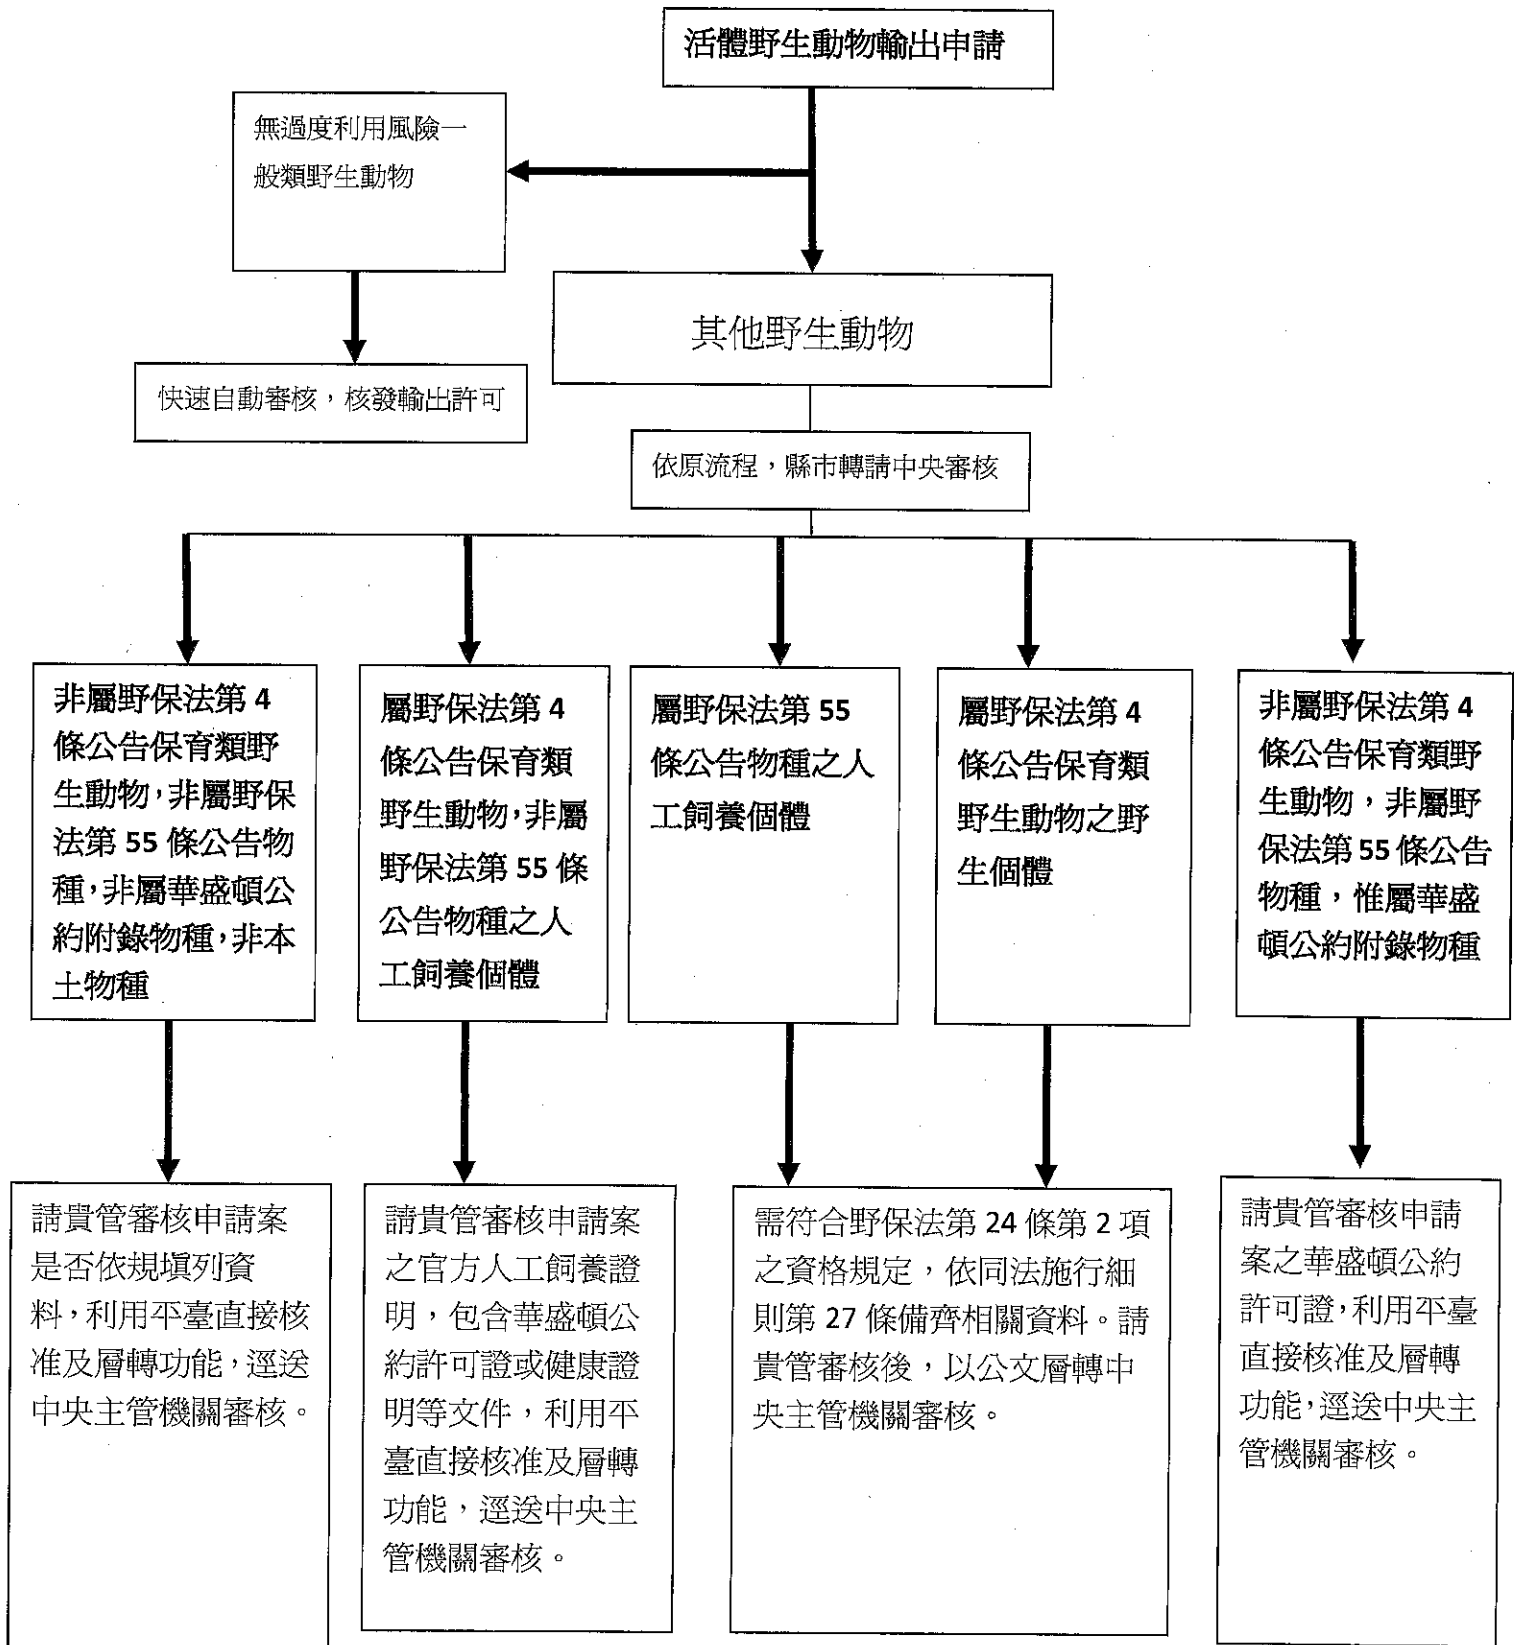 活體野生動物輸出申請
無過度利用風險一
般類野生動物
其他野生動物
快速自動審核，核發輸出許可
依原流程，縣市轉請中央審核
非屬野保法第 4
條公告保育類野
生動物，非屬野保
法第 55 條公告物
種，非屬華盛頓公
約附錄物種，非本
土物種
屬野保法第 4
條公告保育類
野生動物，非屬
野保法第 55 條
公告物種之人
工飼養個體
屬野保法第 55
條公告物種之人
工飼養個體
屬野保法第 4
條公告保育類
野生動物之野
生個體
非屬野保法第 4
條公告保育類野
生動物，非屬野
保法第 55 條公告
物種，惟屬華盛
頓公約附錄物種
請貴管審核申請案
是否依規填列資
料，利用平臺直接核
准及層轉功能，逕送
中央主管機關審核。
請貴管審核申請案
之官方人工飼養證
明，包含華盛頓公
約許可證或健康證
明等文件，利用平
臺直接核准及層轉
功能，逕送中央主
管機關審核。
需符合野保法第 24 條第 2 項
之資格規定，依同法施行細
則第 27 條備齊相關資料。請
貴管審核後，以公文層轉中
央主管機關審核。
請貴管審核申請
案之華盛頓公約
許可證，利用平臺
直接核准及層轉
功能，逕送中央主
管機關審核。